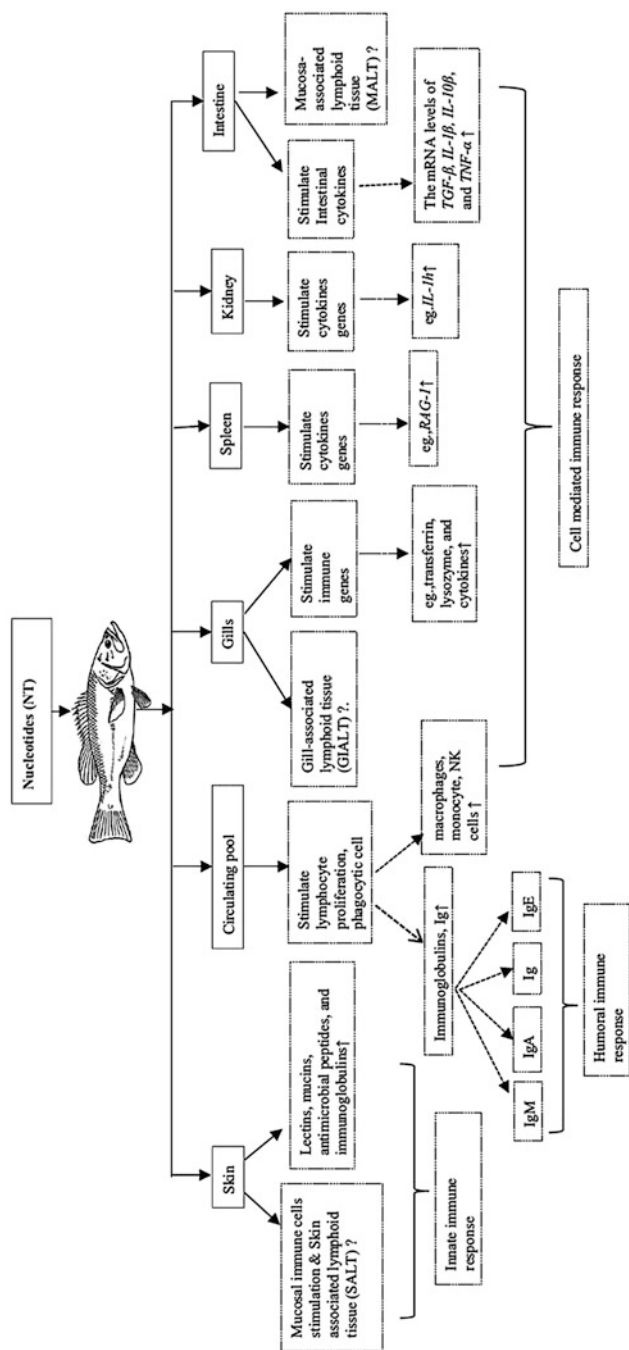 Nucleotides (NT)
Skin
Circulating pool
Gills
Spleen
Kidney
Intestine
Mucosal immune cells
stimulation & Skin
associated lymphoid
tissue (SALT) ?
Lectins, mucins,
antimicrobial peptides, and
immunoglobulins↑
Stimulate
lymphocyte
proliferation,
phagocytic cell
Gill-associated
lymphoid tissue
(GIALT) ?.
Stimulate
immune
genes
Stimulate
cytokines
genes
Stimulate
cytokines
genes
Stimulate
Intestinal
cytokines
Mucosa-
associated
lymphoid
tissue
(MALT) ?
Immunoglobulins, Ig↑
macrophages,
monocyte, NK
cells ↑
eg.,transferrin,
lysozyme, and
cytokines↑
eg.,RAG-1↑
eg.IL-1h↑
The mRNA levels of
TGF-β, IL-1β, IL-10β,
and TNF-α ↑
IgM
IgA
Ig
IgE
Innate immune
response
Humoral immune
response
Cell mediated immune response